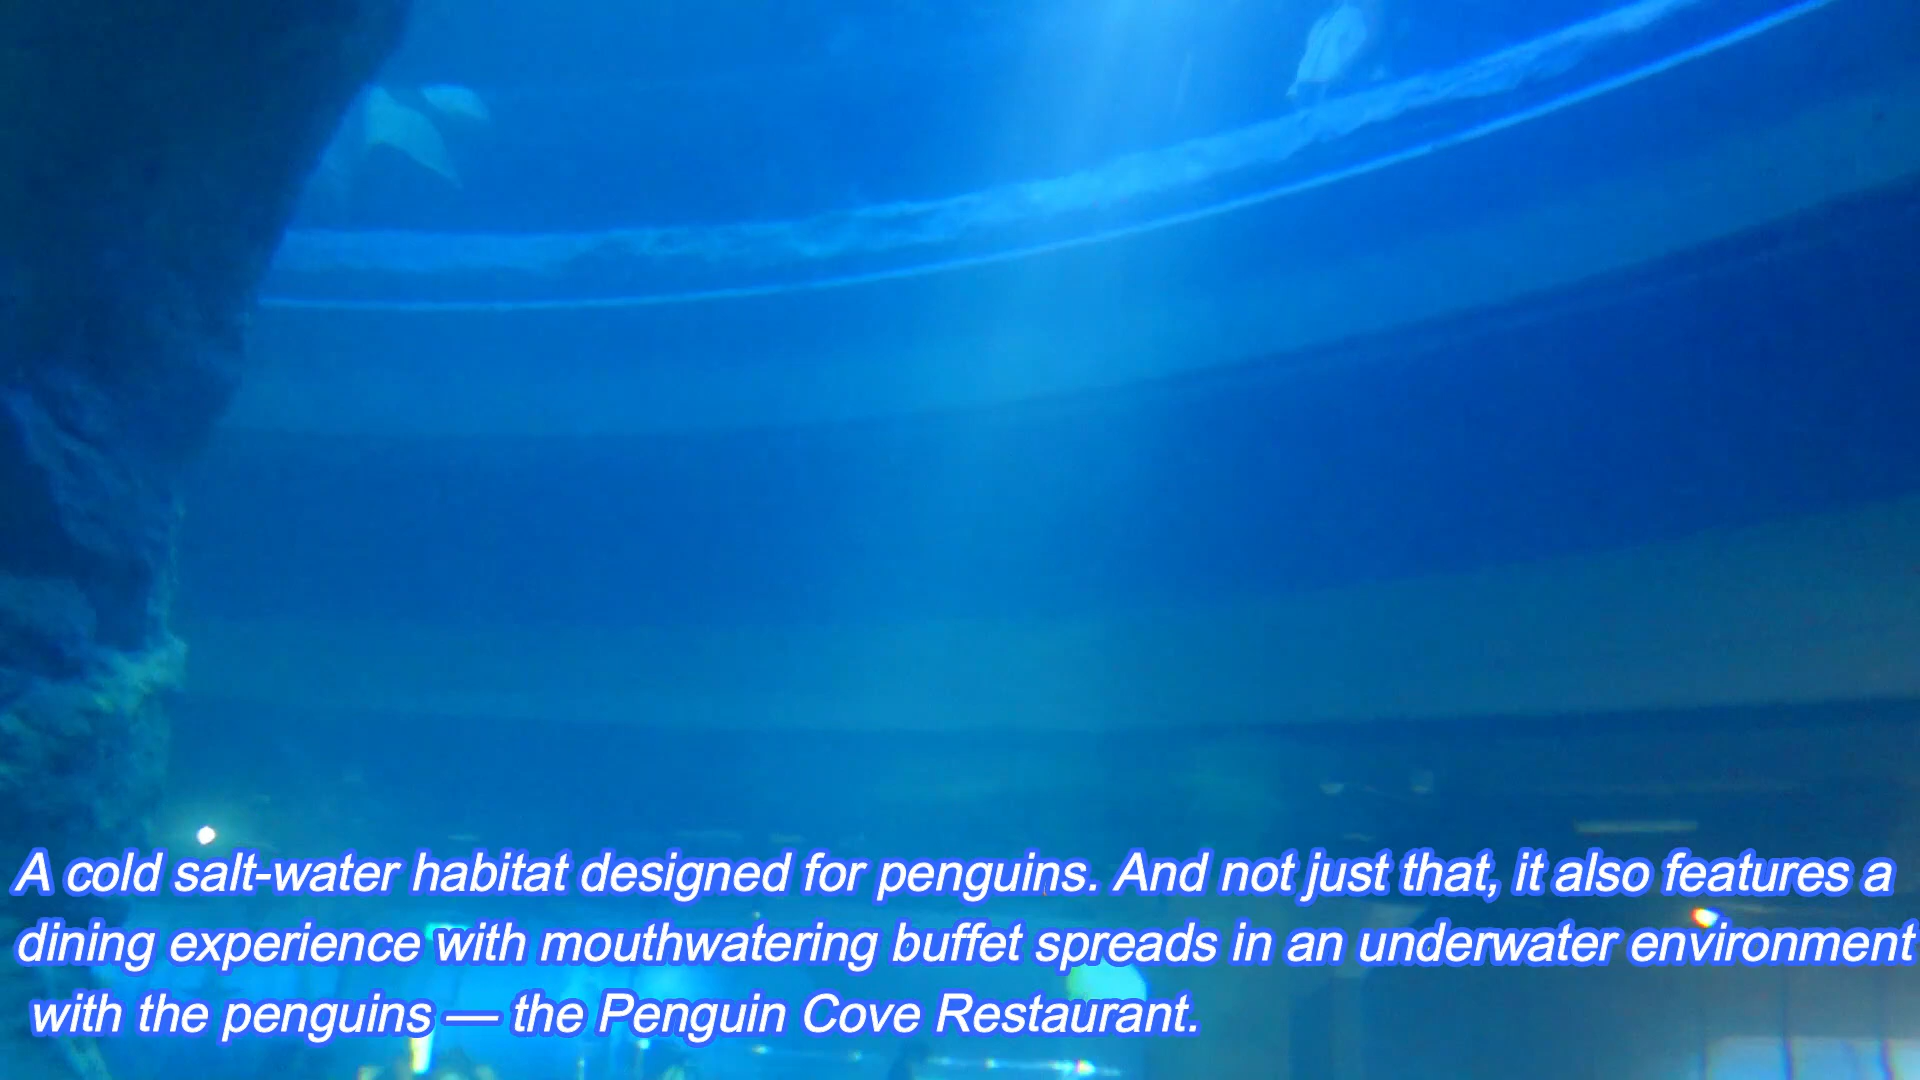 A cold salt-water habitat designed for penguins. And not just that, it also features a
dining experience with mouthwatering buffet spreads in an underwater environment
with the penguins — the Penguin Cove Restaurant.